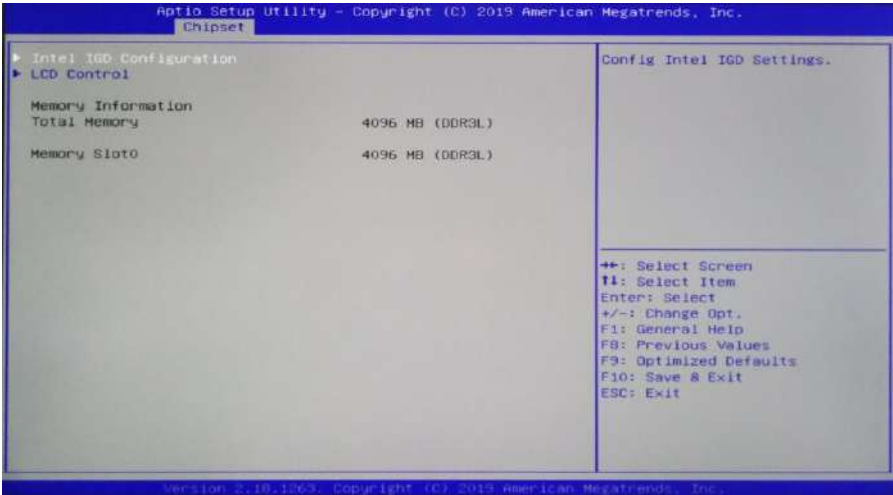 Aptio Setup Utility – Copyright (C) 2019 American Megatrends, Inc.
Chipset
▶ Intel IGD Configuration
▶ LCD Control
Memory Information
Total Memory 4096 MB (DDR3L)
Memory Slot0 4096 MB (DDR3L)
Config Intel IGD Settings.
→←: Select Screen
↑↓: Select Item
Enter: Select
+/-: Change Opt.
F1: General Help
F8: Previous Values
F9: Optimized Defaults
F10: Save & Exit
ESC: Exit
Version 2.18.1263. Copyright (C) 2019 American Megatrends, Inc.